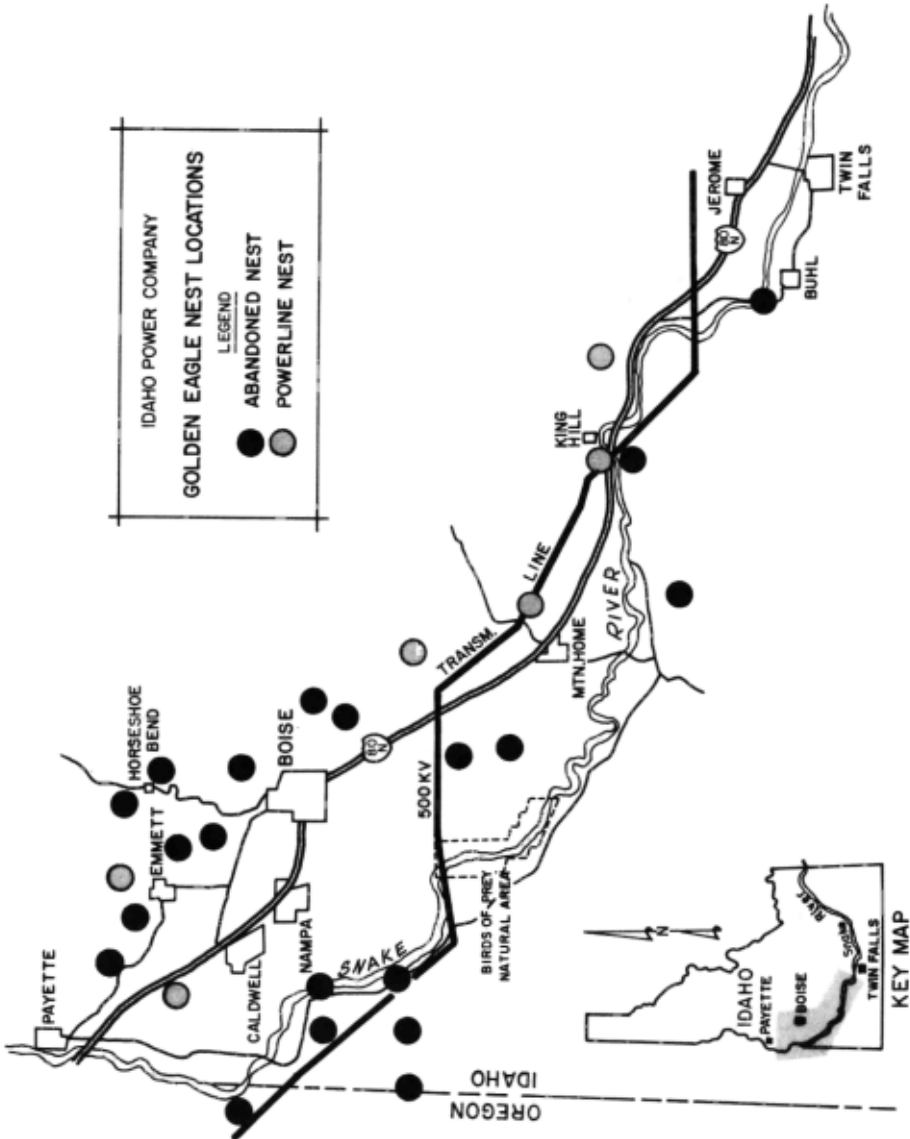 IDAHO POWER COMPANY
GOLDEN EAGLE NEST LOCATIONS
LEGEND
ABANDONED NEST
POWERLINE NEST
PAYETTE
EMMETT
HORSESHOE
BEND
BOISE
CALDWELL
NAMPA
80
N
SNAKE
RIVER
500 KV
TRANSM.
LINE
BIRDS OF PREY
NATURAL AREA
MTN. HOME
KING
HILL
80
N
JEROME
BUHL
TWIN
FALLS
OREGON
IDAHO
N
IDAHO
PAYETTE
BOISE
Snake
River
TWIN FALLS
KEY MAP